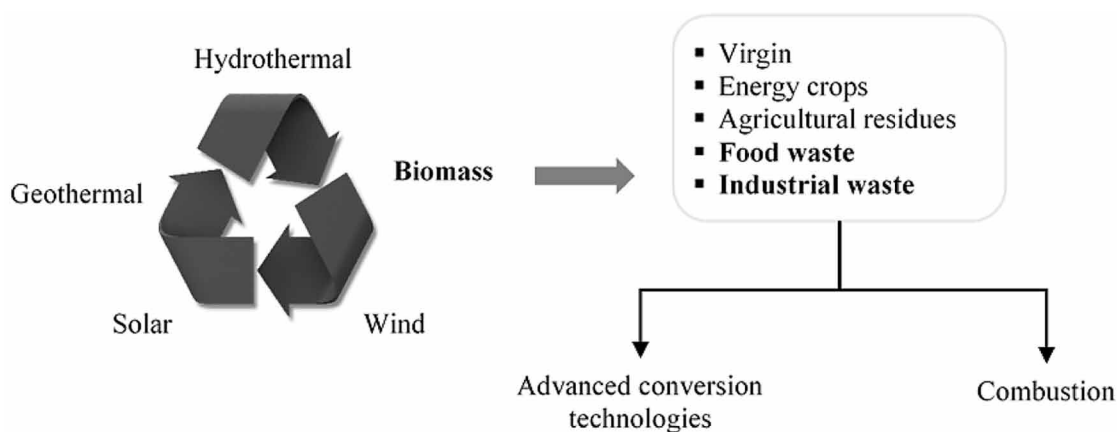 Hydrothermal
Geothermal
Biomass
Solar
Wind
▪ Virgin
▪ Energy crops
▪ Agricultural residues
▪ Food waste
▪ Industrial waste
Advanced conversion
technologies
Combustion